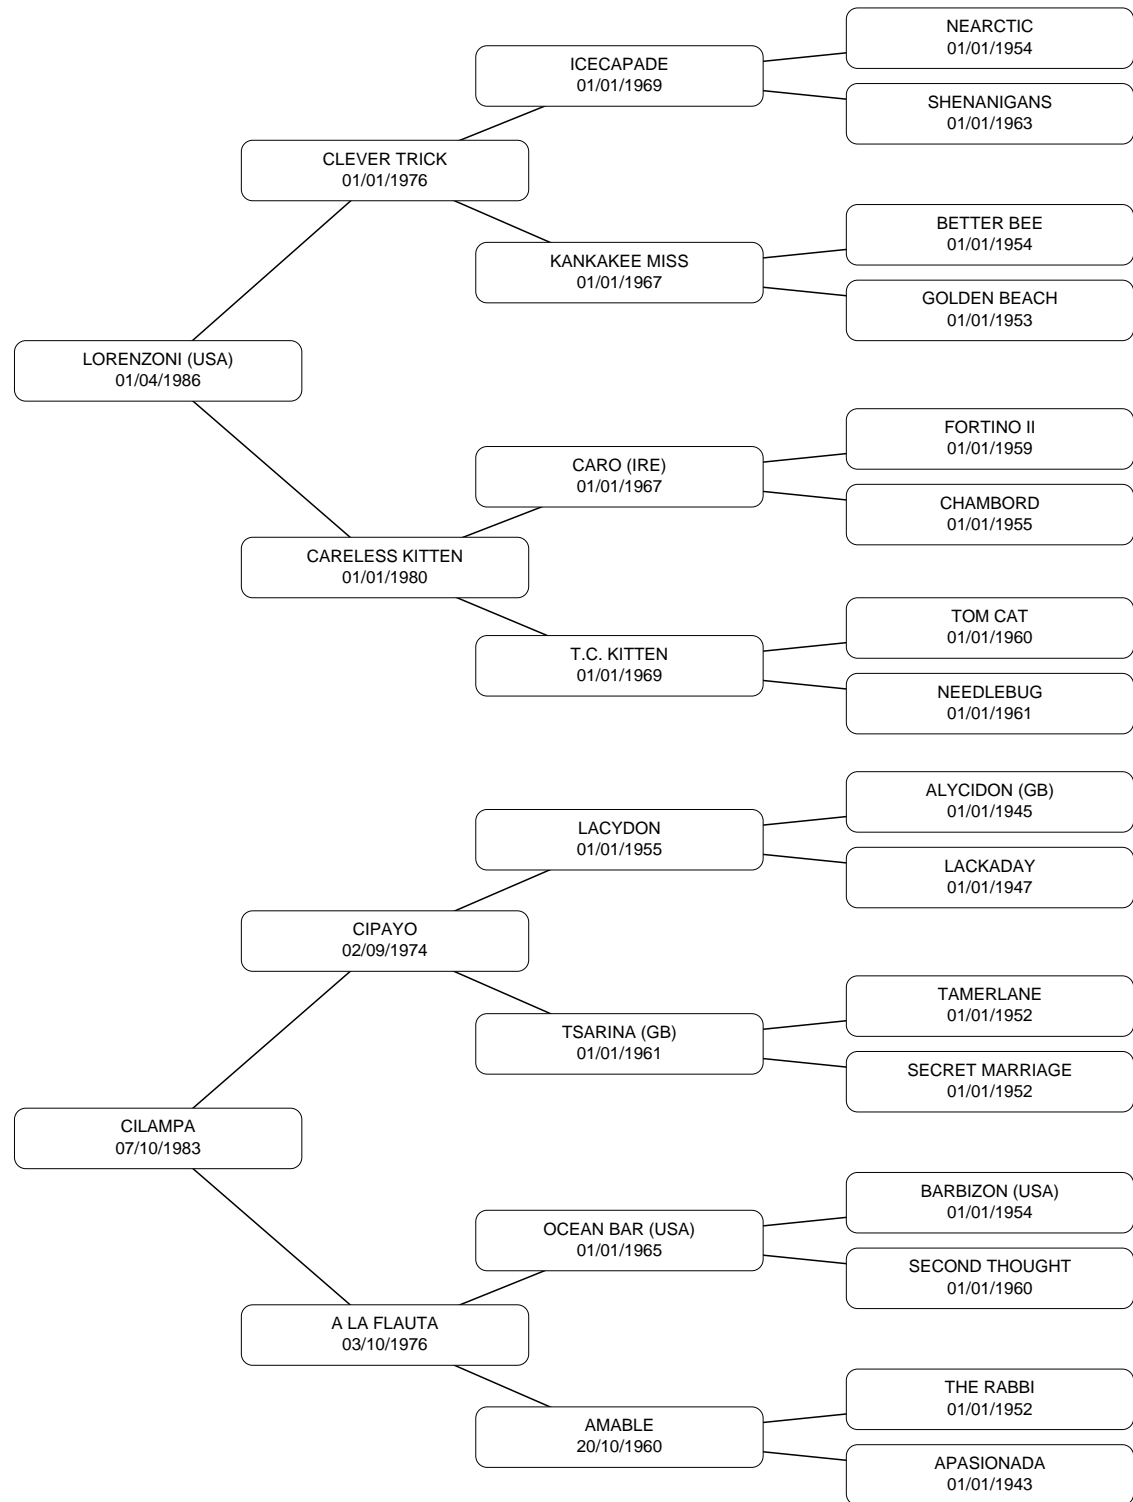 NEARCTIC
01/01/1954
ICECAPADE
01/01/1969
SHENANIGANS
01/01/1963
CLEVER TRICK
01/01/1976
BETTER BEE
01/01/1954
KANKAKEE MISS
01/01/1967
GOLDEN BEACH
01/01/1953
LORENZONI (USA)
01/04/1986
FORTINO II
01/01/1959
CARO (IRE)
01/01/1967
CHAMBORD
01/01/1955
CARELESS KITTEN
01/01/1980
TOM CAT
01/01/1960
T.C. KITTEN
01/01/1969
NEEDLEBUG
01/01/1961
ALYCIDON (GB)
01/01/1945
LACYDON
01/01/1955
LACKADAY
01/01/1947
CIPAYO
02/09/1974
TAMERLANE
01/01/1952
TSARINA (GB)
01/01/1961
SECRET MARRIAGE
01/01/1952
CILAMPA
07/10/1983
BARBIZON (USA)
01/01/1954
OCEAN BAR (USA)
01/01/1965
SECOND THOUGHT
01/01/1960
A LA FLAUTA
03/10/1976
THE RABBI
01/01/1952
AMABLE
20/10/1960
APASIONADA
01/01/1943